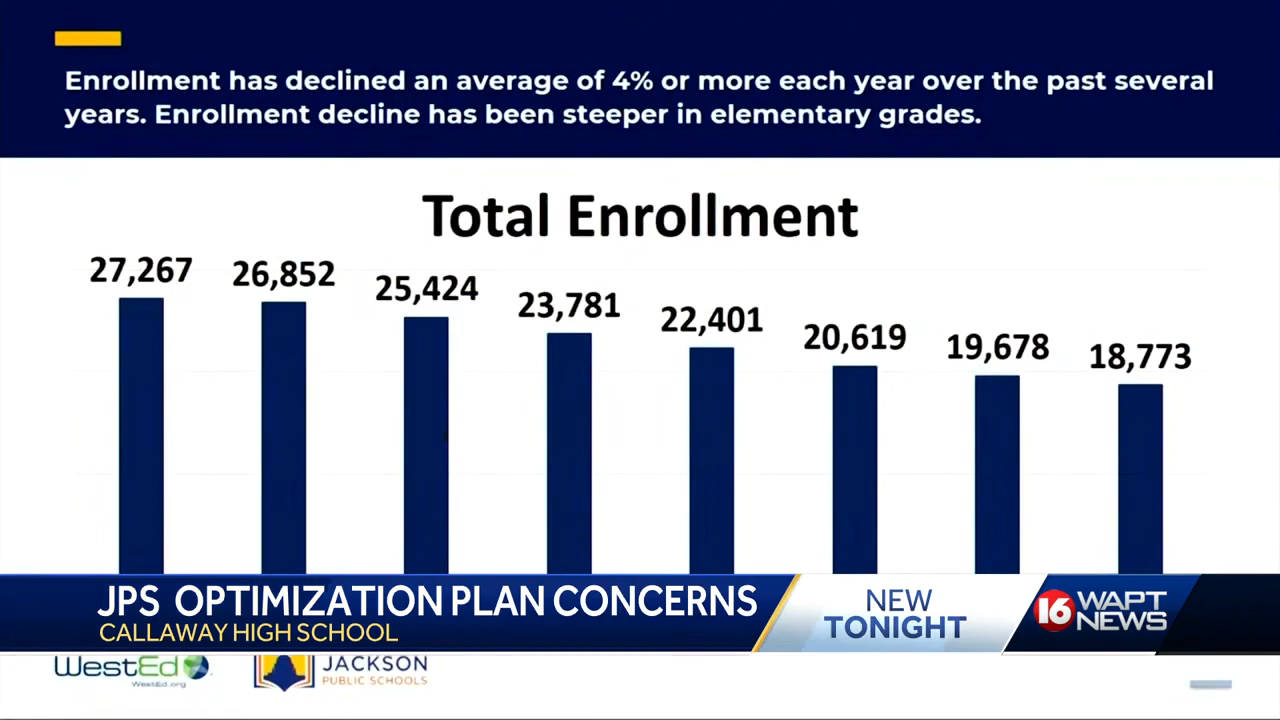 Enrollment has declined an average of 4% or more each year over the past several
years. Enrollment decline has been steeper in elementary grades.
Total Enrollment
27,267
26,852
25,424
23,781
22,401
20,619
19,678
18,773
JPS OPTIMIZATION PLAN CONCERNS
CALLAWAY HIGH SCHOOL
NEW
TONIGHT
16 WAPT
NEWS
WestEd
WestEd.org
JACKSON
PUBLIC SCHOOLS